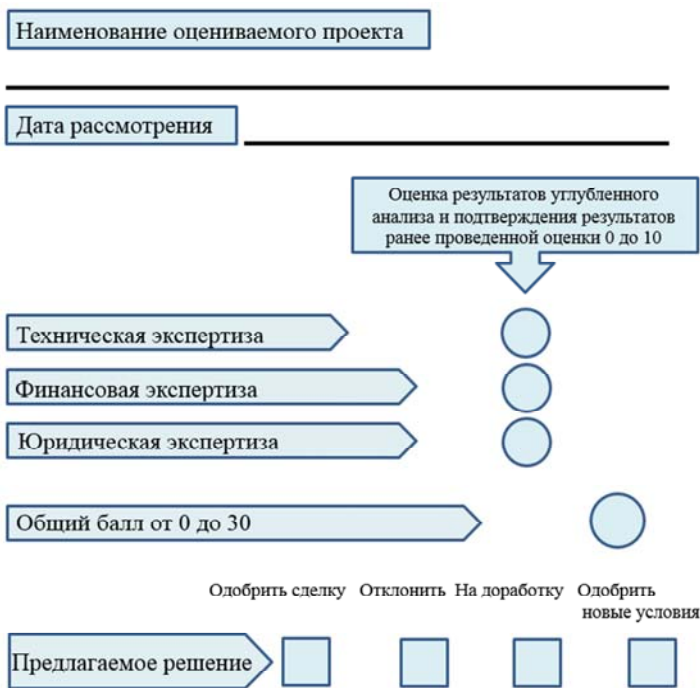 Наименование оцениваемого проекта
Дата рассмотрения
Оценка результатов углубленного
анализа и подтверждения результатов
ранее проведенной оценки 0 до 10
Техническая экспертиза
Финансовая экспертиза
Юридическая экспертиза
Общий балл от 0 до 30
Одобрить сделку Отклонить На доработку Одобрить
новые условия
Предлагаемое решение